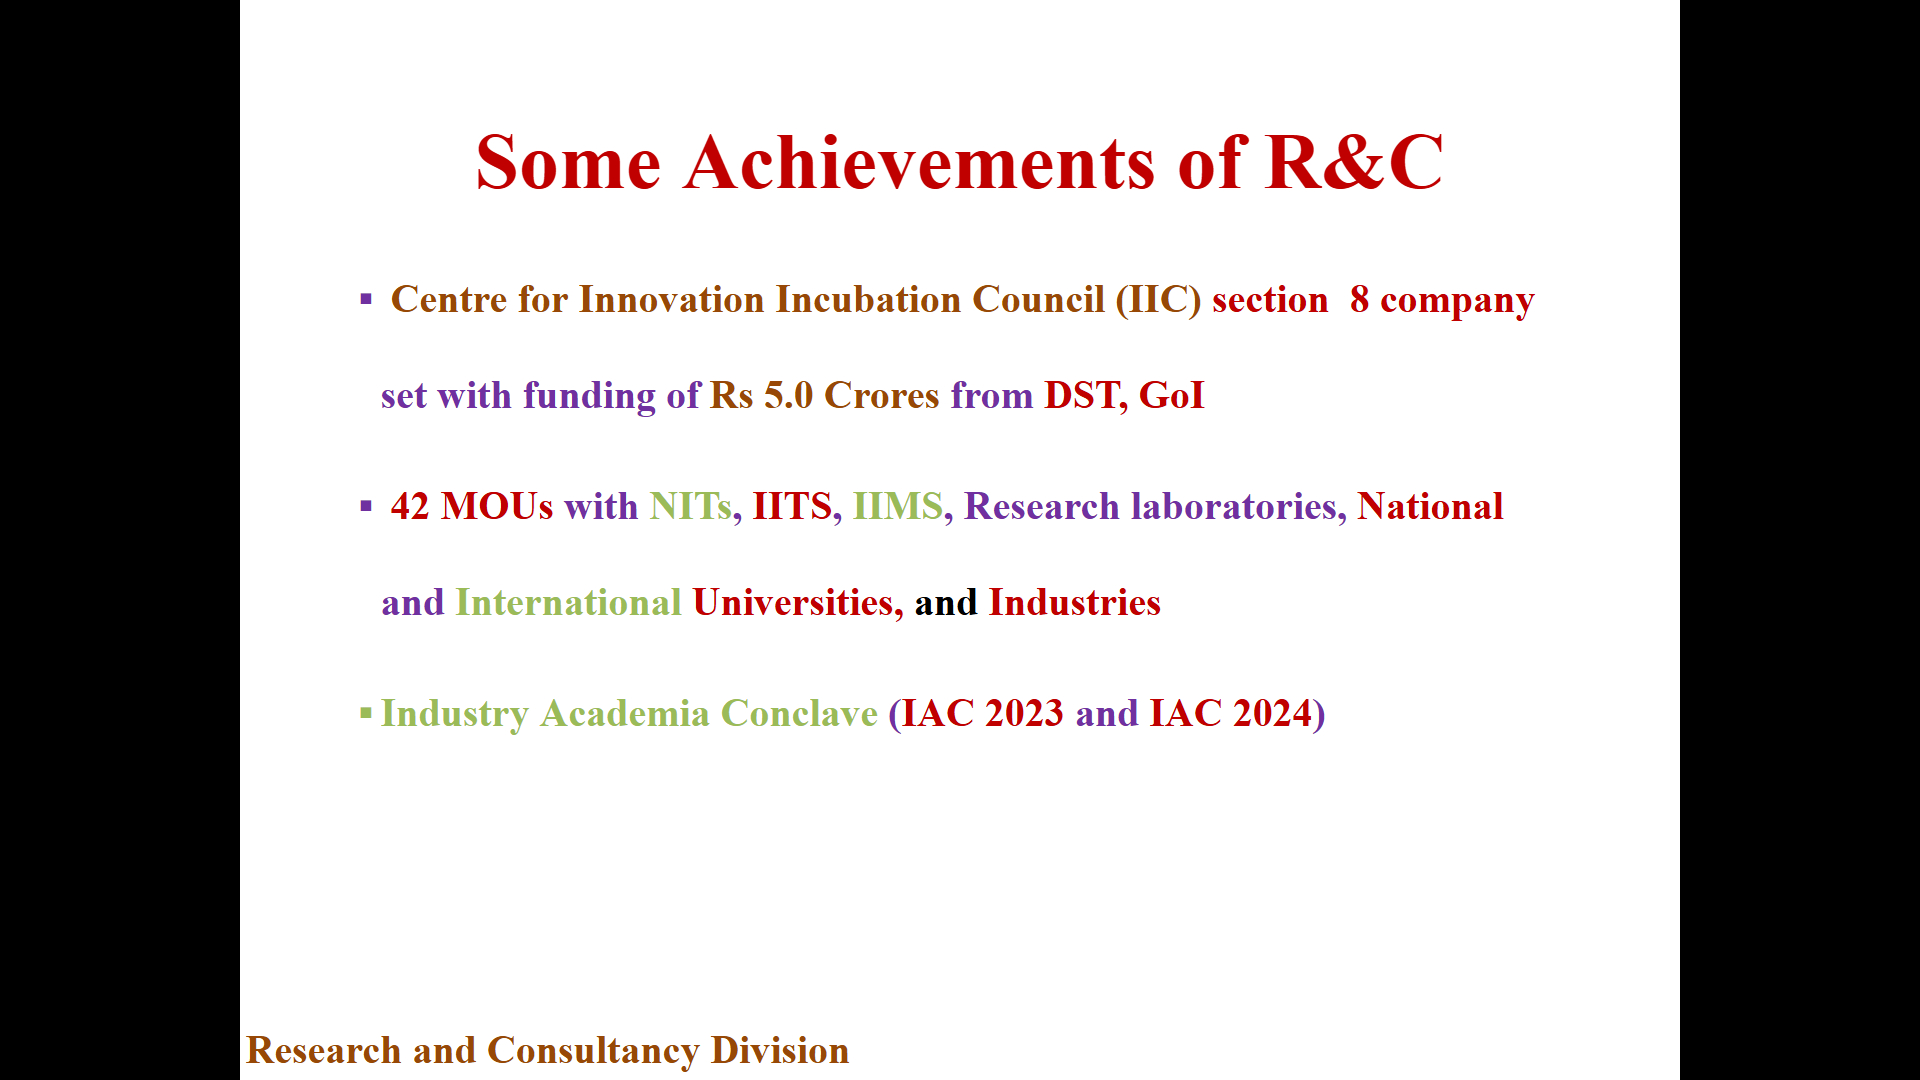 Some Achievements of R&C
▪ Centre for Innovation Incubation Council (IIC) section  8 company
set with funding of Rs 5.0 Crores from DST, GoI
▪ 42 MOUs with NITs, IITS, IIMS, Research laboratories, National
and International Universities, and Industries
▪ Industry Academia Conclave (IAC 2023 and IAC 2024)
Research and Consultancy Division